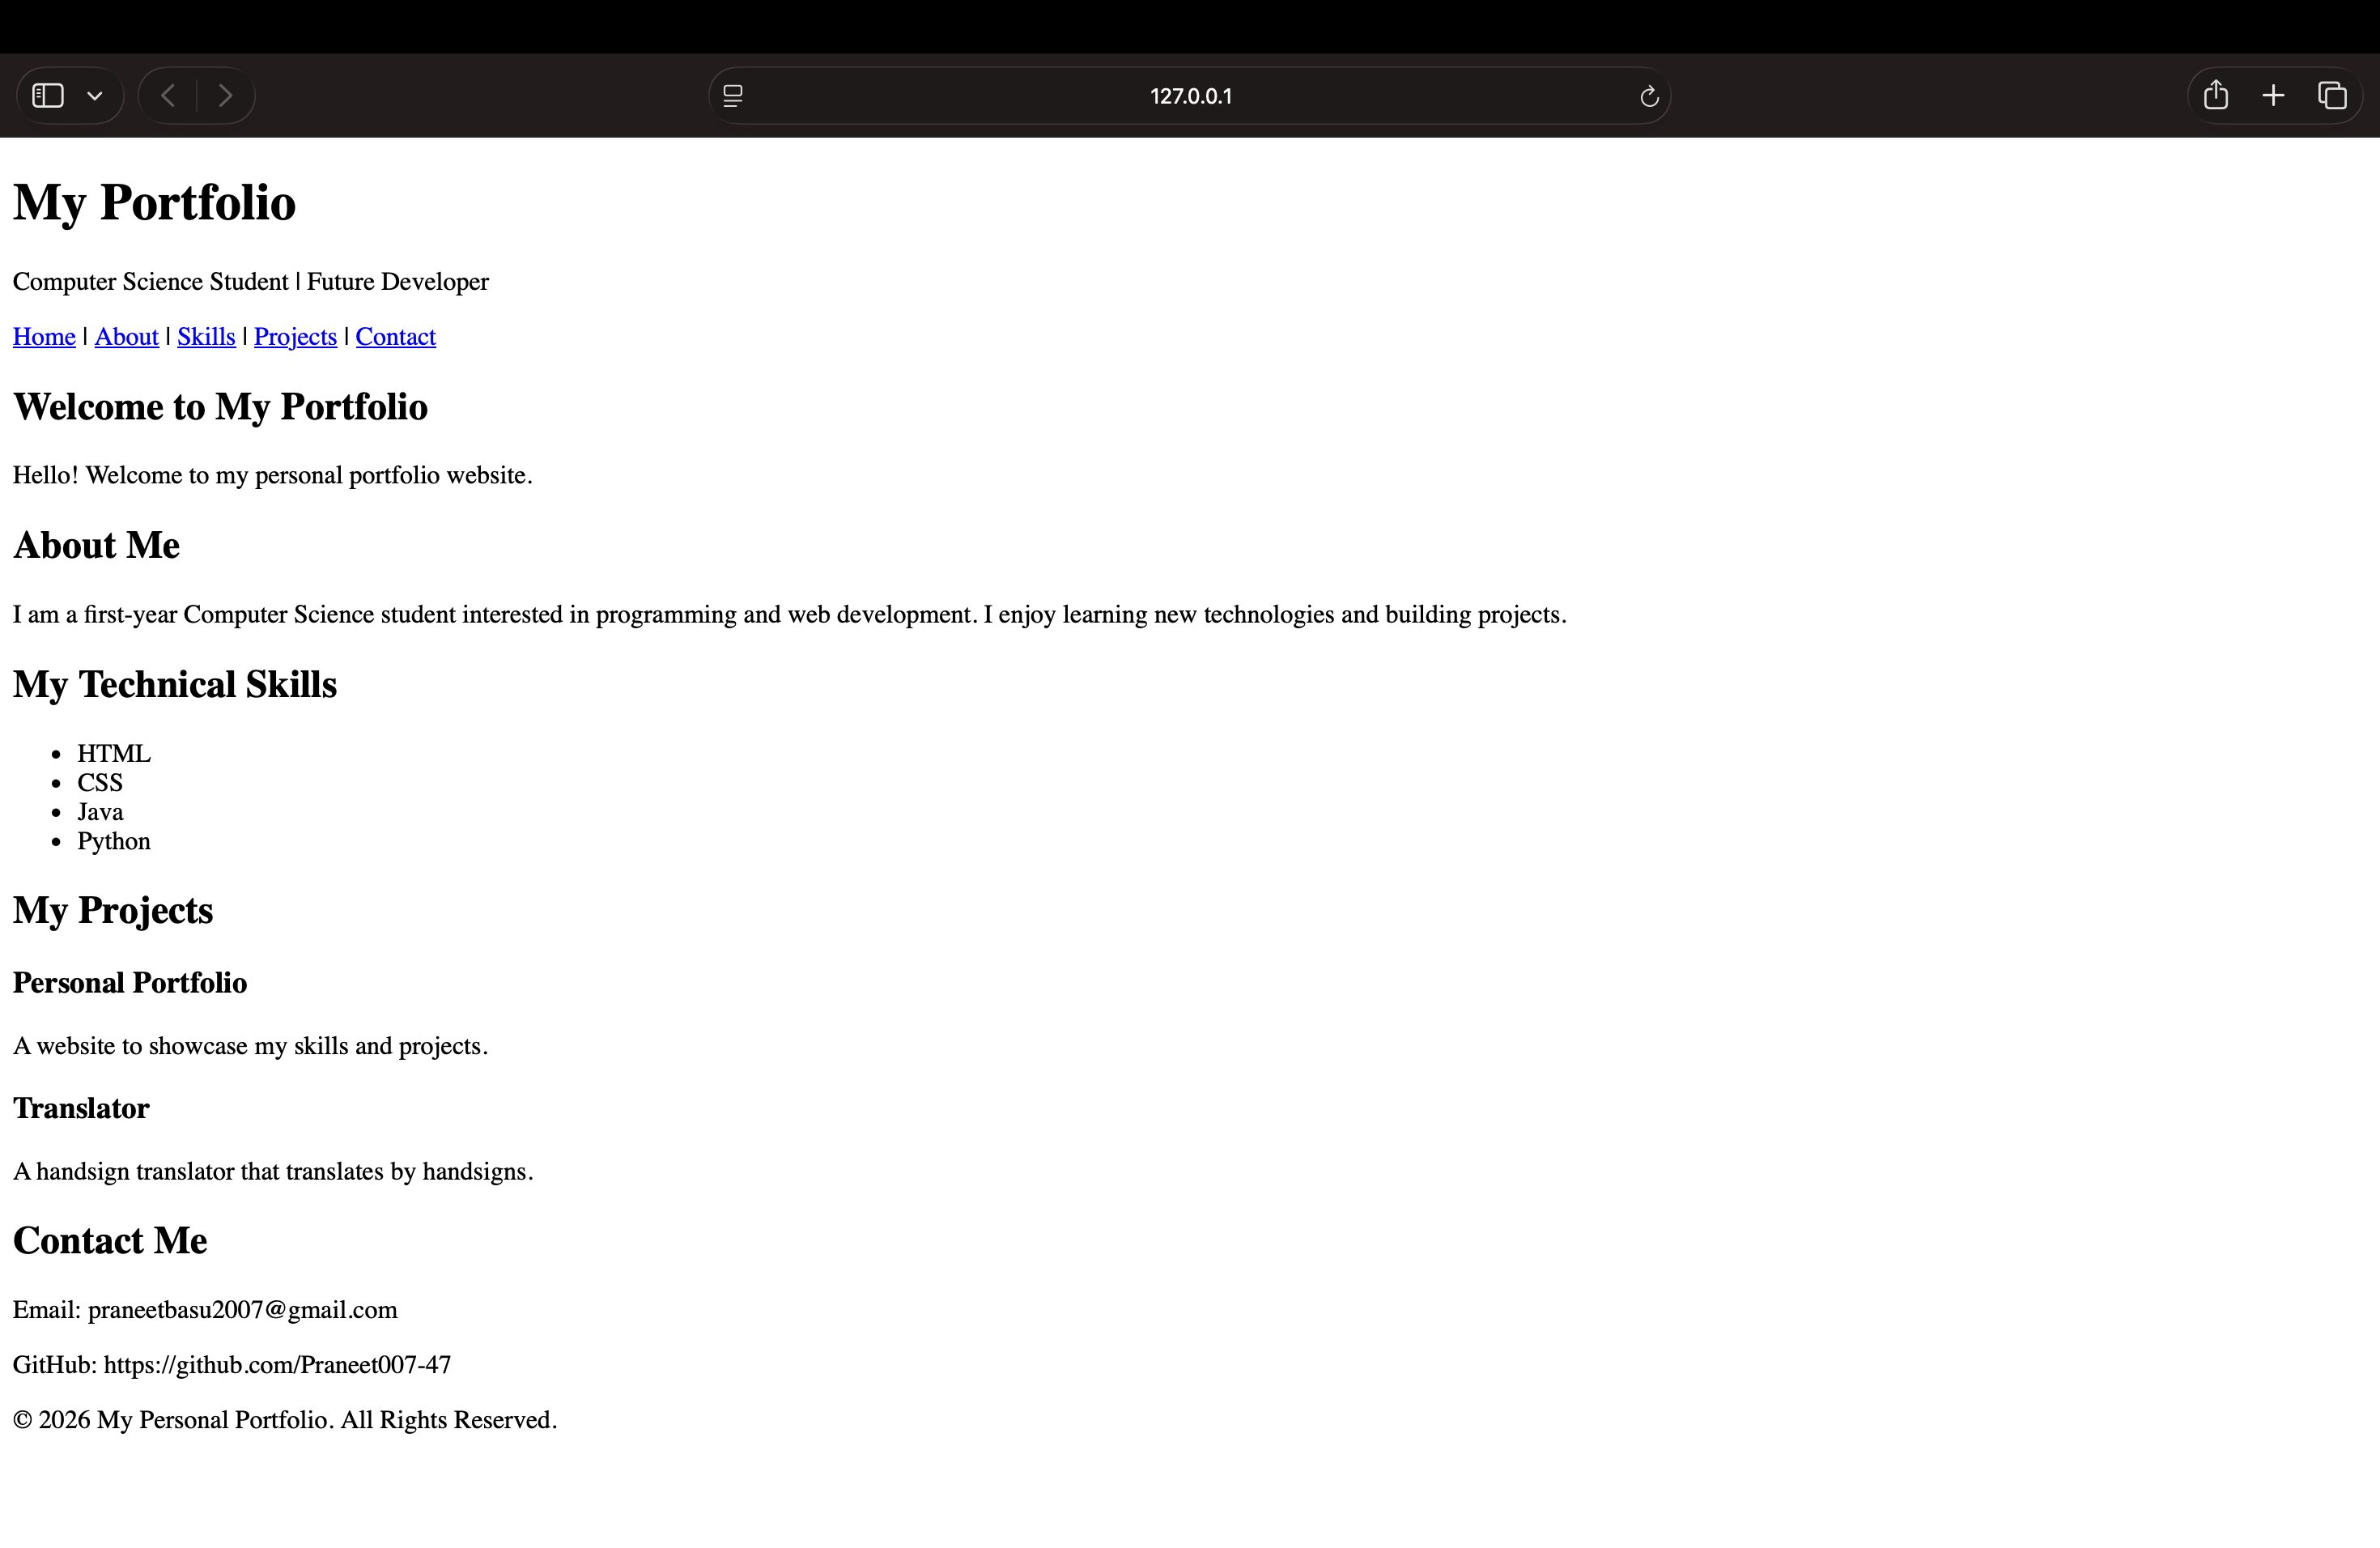 127.0.0.1
My Portfolio
Computer Science Student | Future Developer
Home | About | Skills | Projects | Contact
Welcome to My Portfolio
Hello! Welcome to my personal portfolio website.
About Me
I am a first-year Computer Science student interested in programming and web development. I enjoy learning new technologies and building projects.
My Technical Skills
• HTML
• CSS
• Java
• Python
My Projects
Personal Portfolio
A website to showcase my skills and projects.
Translator
A handsign translator that translates by handsigns.
Contact Me
Email: praneetbasu2007@gmail.com
GitHub: https://github.com/Praneet007-47
© 2026 My Personal Portfolio. All Rights Reserved.